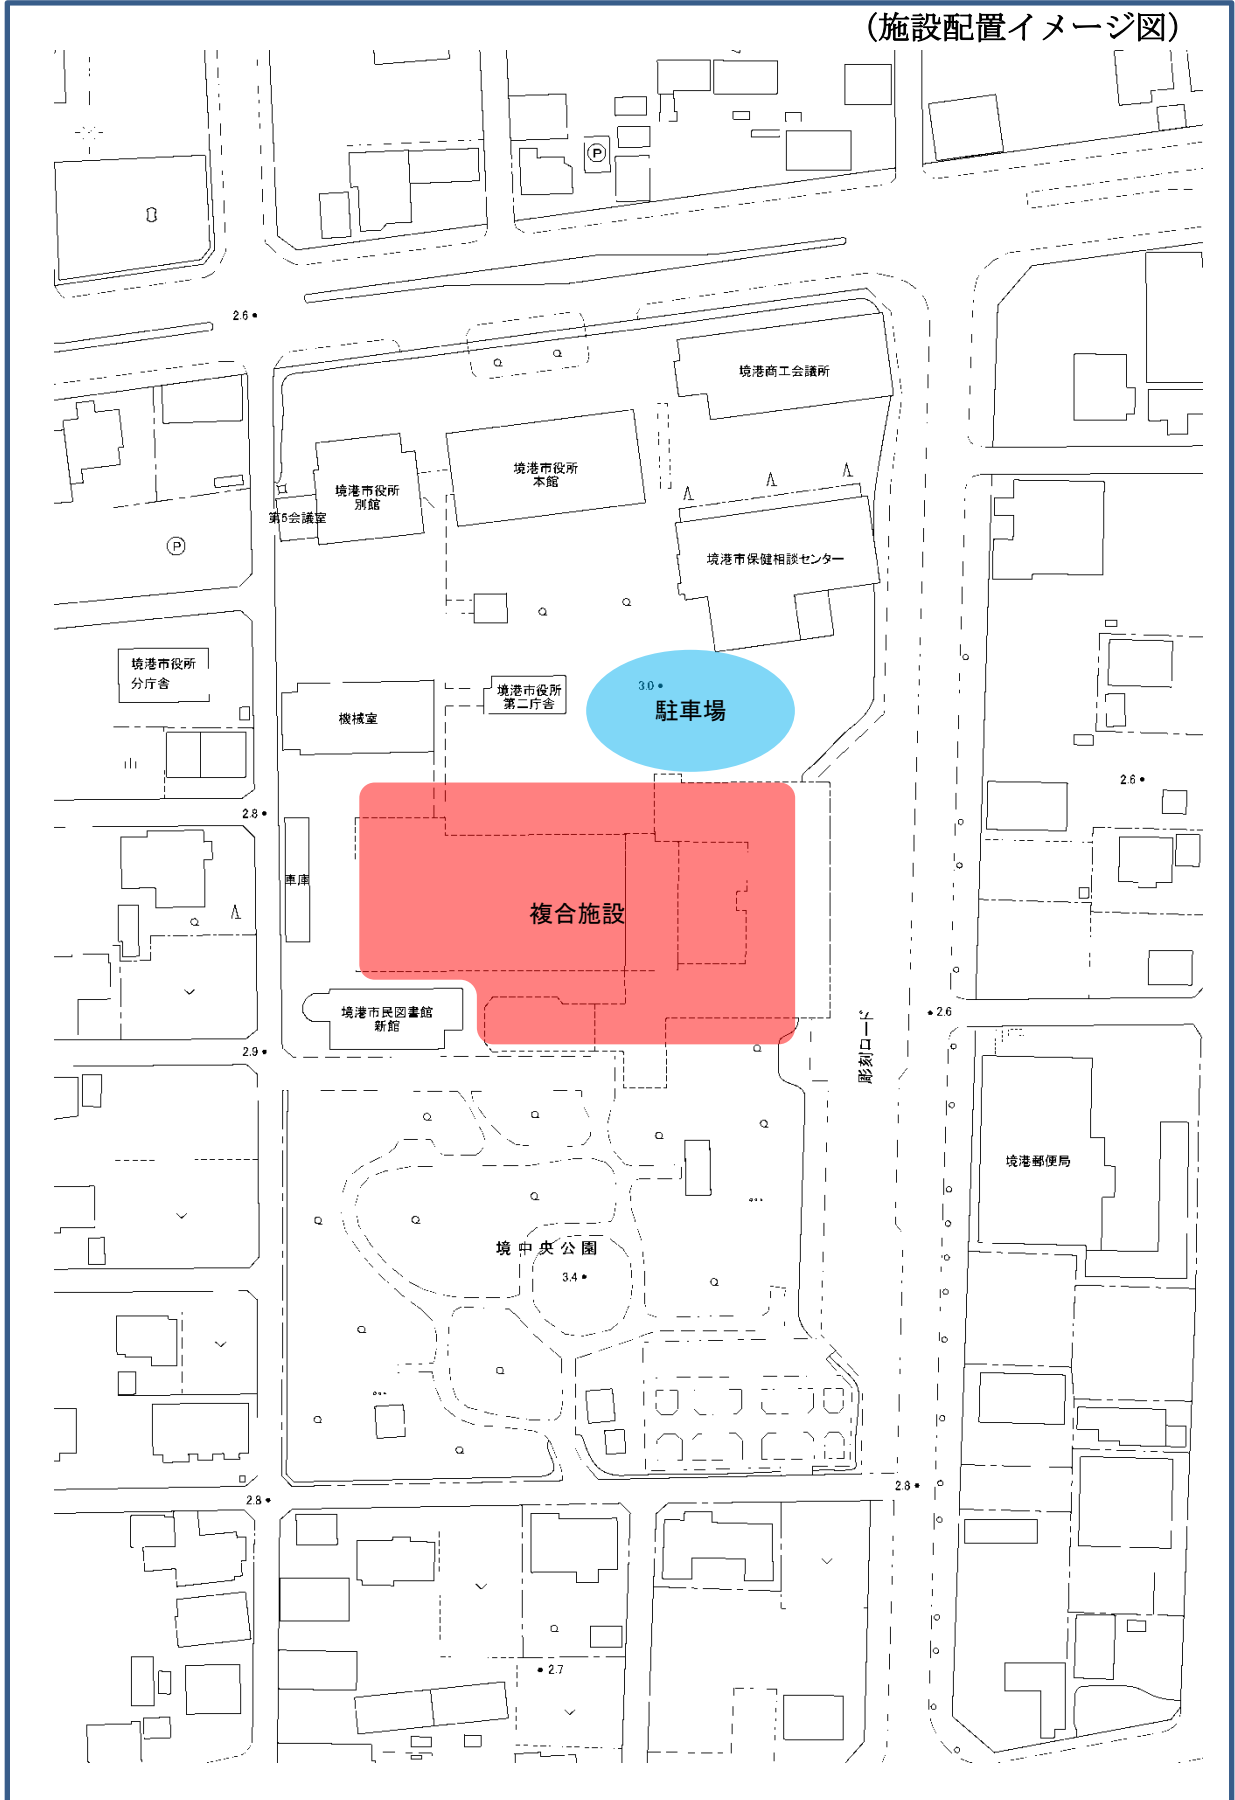 （施設配置イメージ図）
P
2.6
境港商工会議所
境港市役所
本館
境港市役所
別館
第5会議室
P
境港市保健相談センター
境港市役所
分庁舎
機械室
境港市役所
第二庁舎
3.0
駐車場
2.6
2.8
車庫
複合施設
境港市民図書館
新館
2.6
彫刻ロード
2.9
境港郵便局
境中央公園
3.4
2.8
2.8
2.7